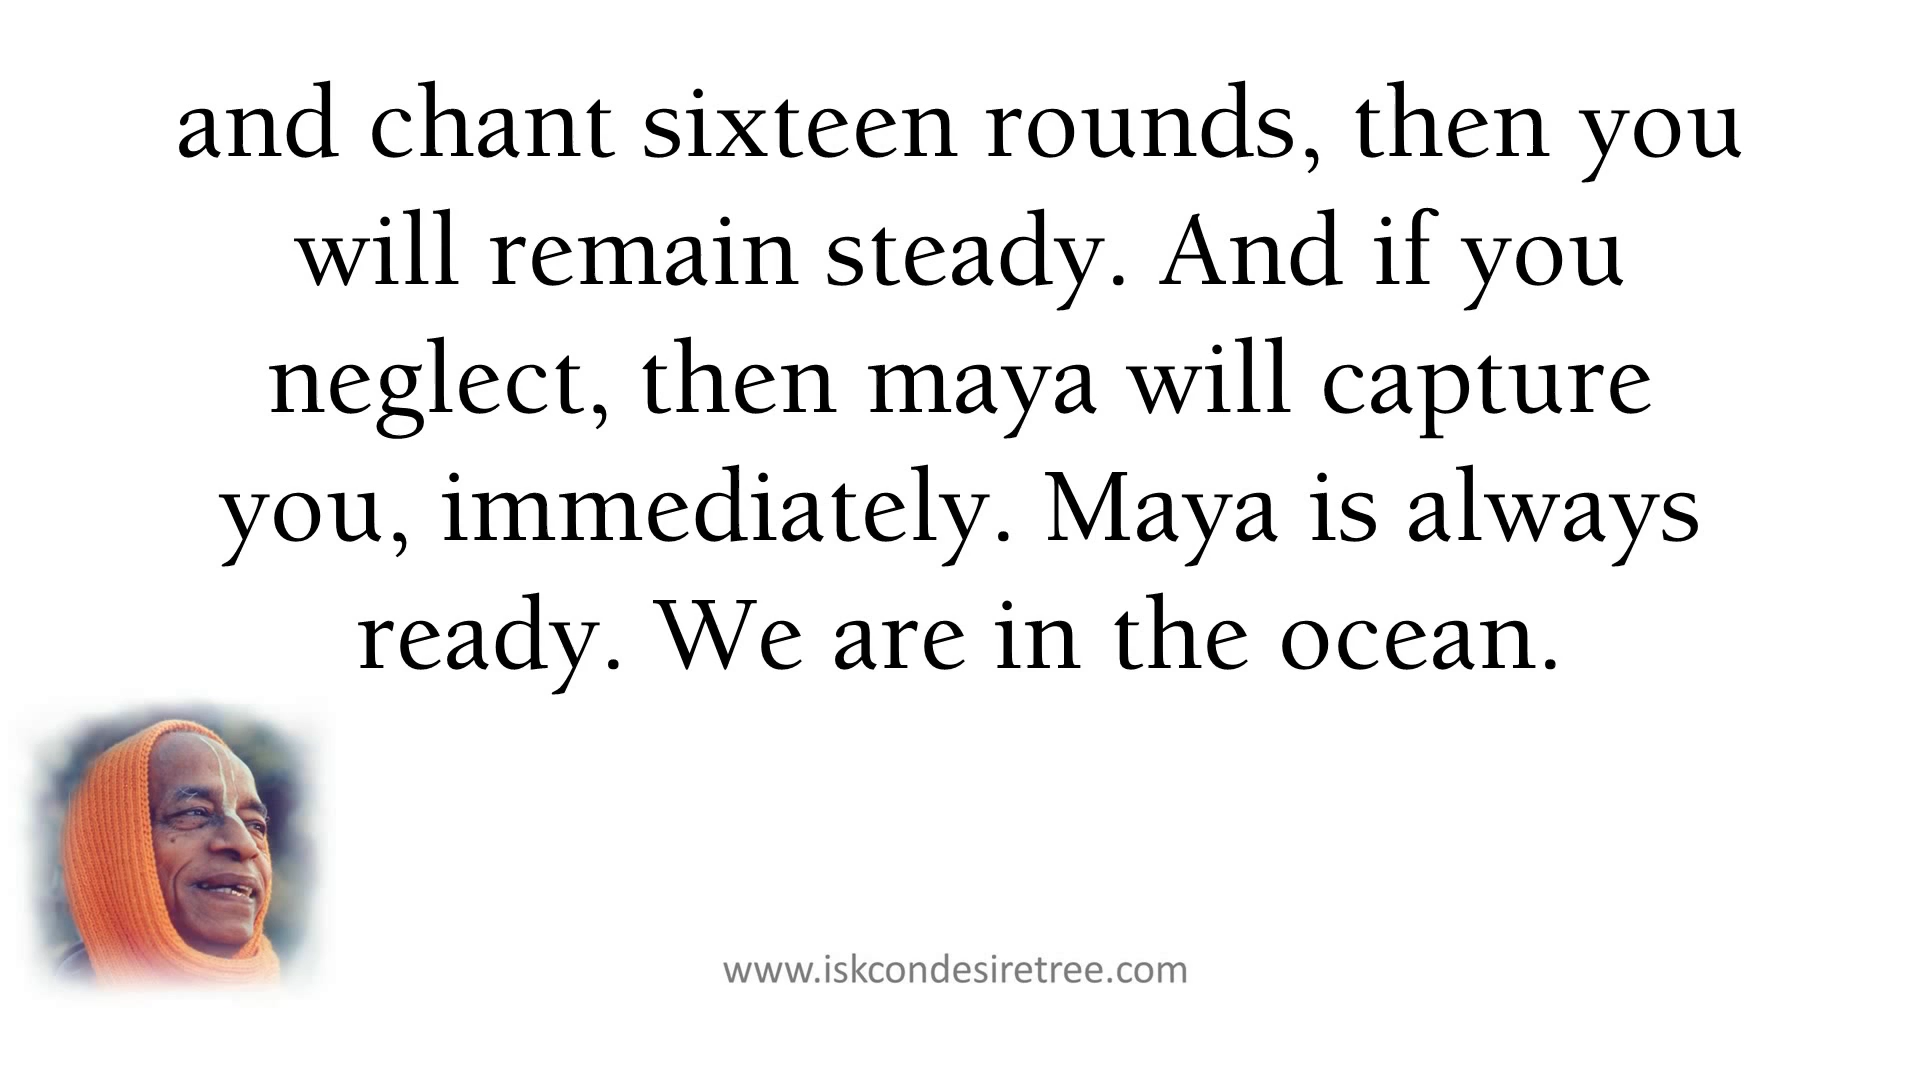 and chant sixteen rounds, then you
will remain steady. And if you
neglect, then maya will capture
you, immediately. Maya is always
ready. We are in the ocean.
www.iskcondesiretree.com